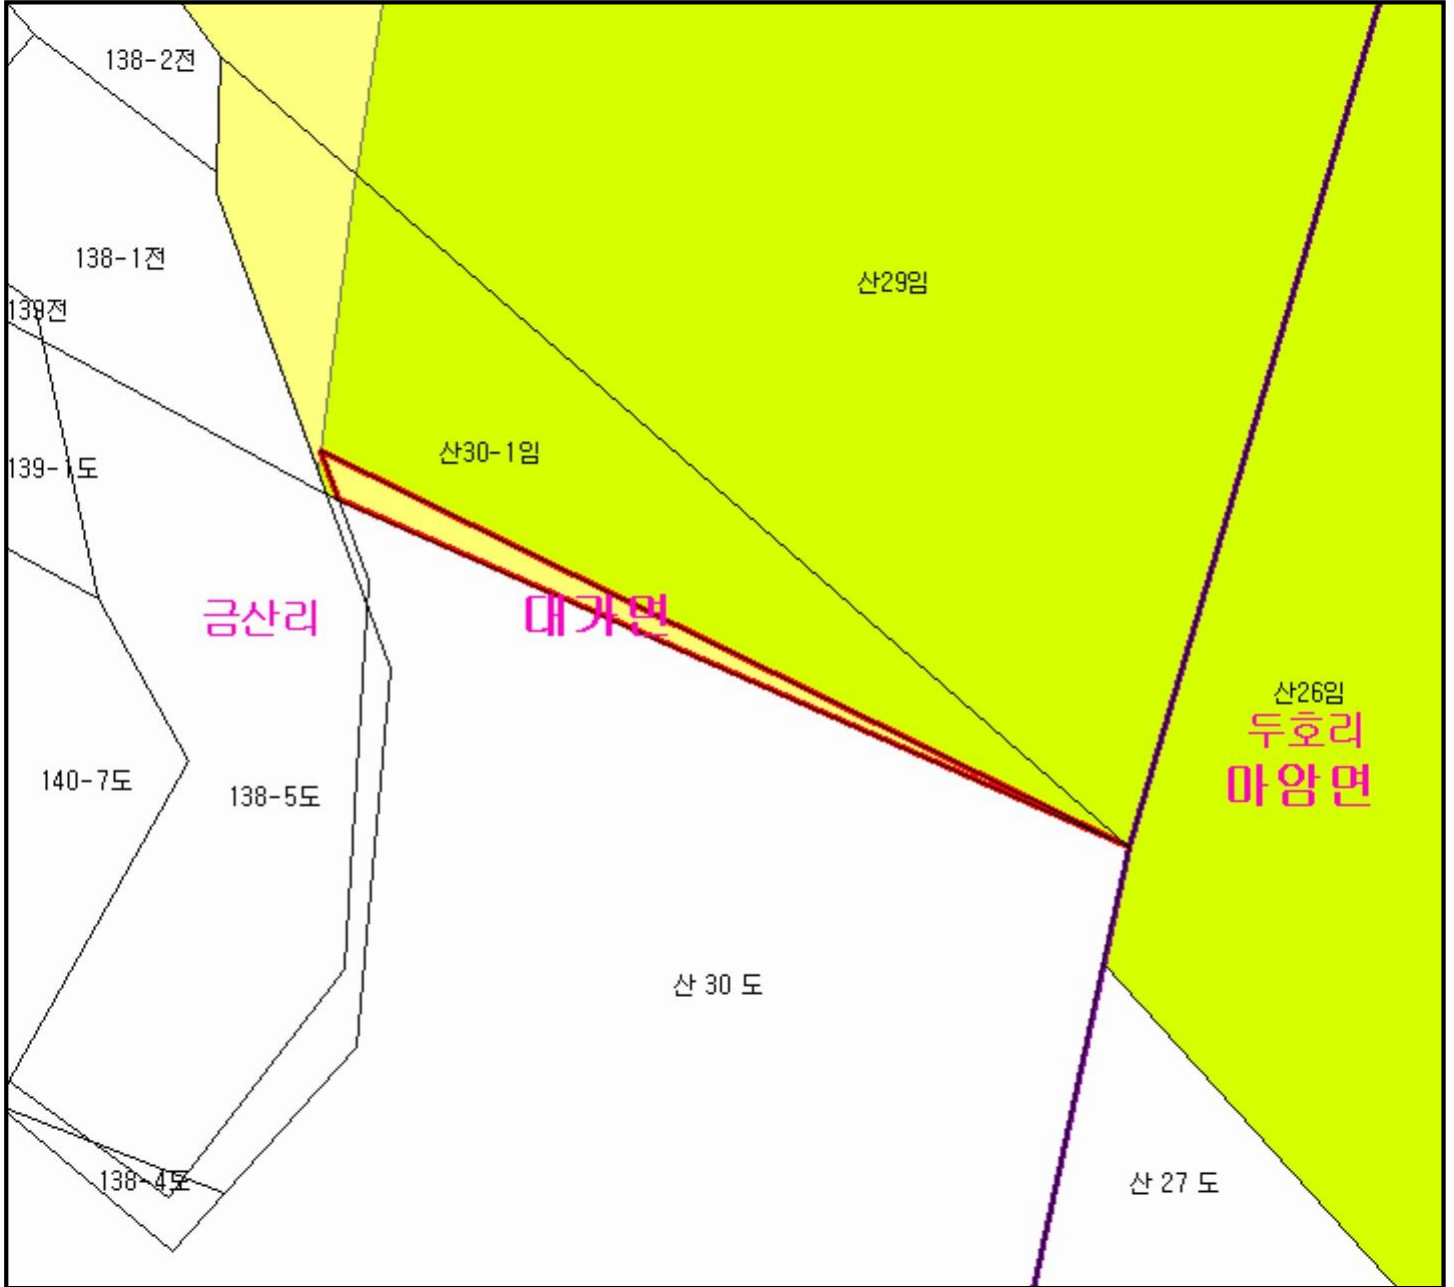 138-2전
138-1전
산29임
139전
산30-1임
139-1도
금산리
대가면
산26임
두호리
마암면
140-7도
138-5도
산 30 도
138-4도
산 27 도